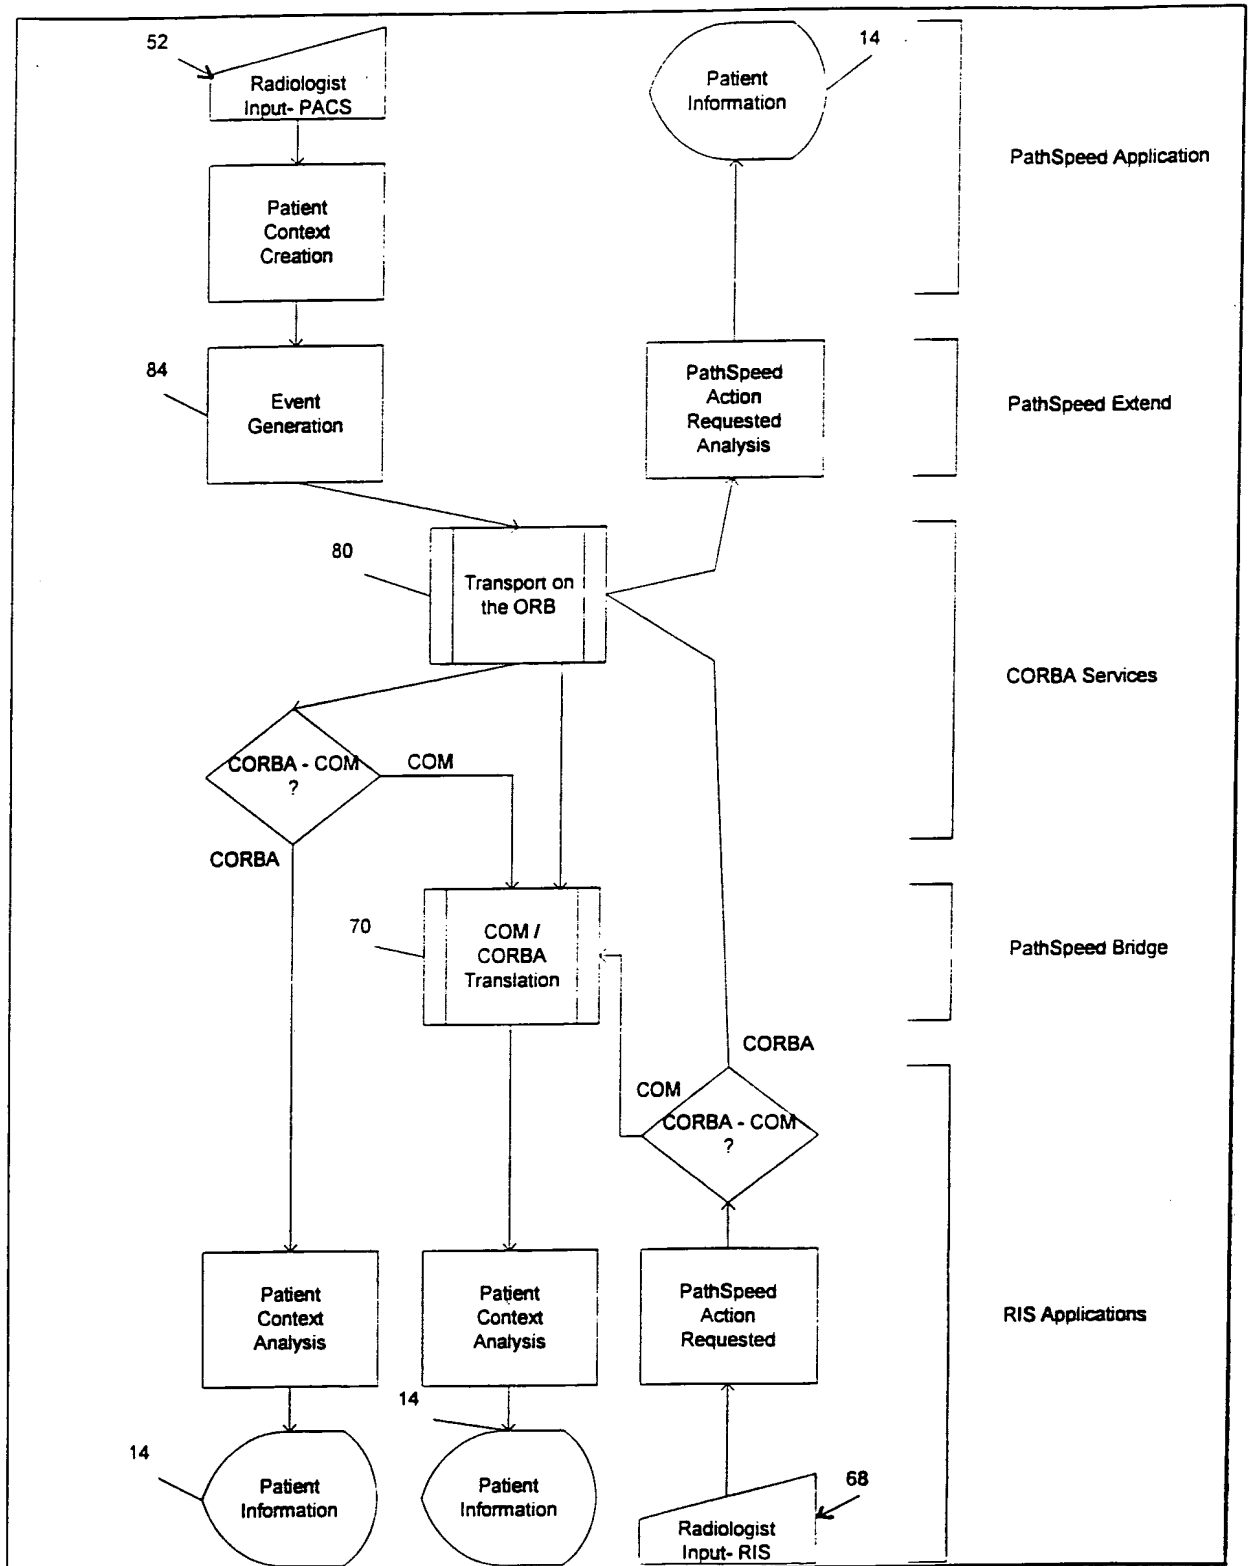 52
14
Radiologist
Input- PACS
Patient
Information
PathSpeed Application
Patient
Context
Creation
84
Event
Generation
PathSpeed
Action
Requested
Analysis
PathSpeed Extend
80
Transport on
the ORB
CORBA Services
CORBA - COM
?
COM
CORBA
70
COM /
CORBA
Translation
PathSpeed Bridge
CORBA
COM
CORBA - COM
?
Patient
Context
Analysis
Patient
Context
Analysis
PathSpeed
Action
Requested
RIS Applications
14
14
Patient
Information
Patient
Information
68
Radiologist
Input- RIS